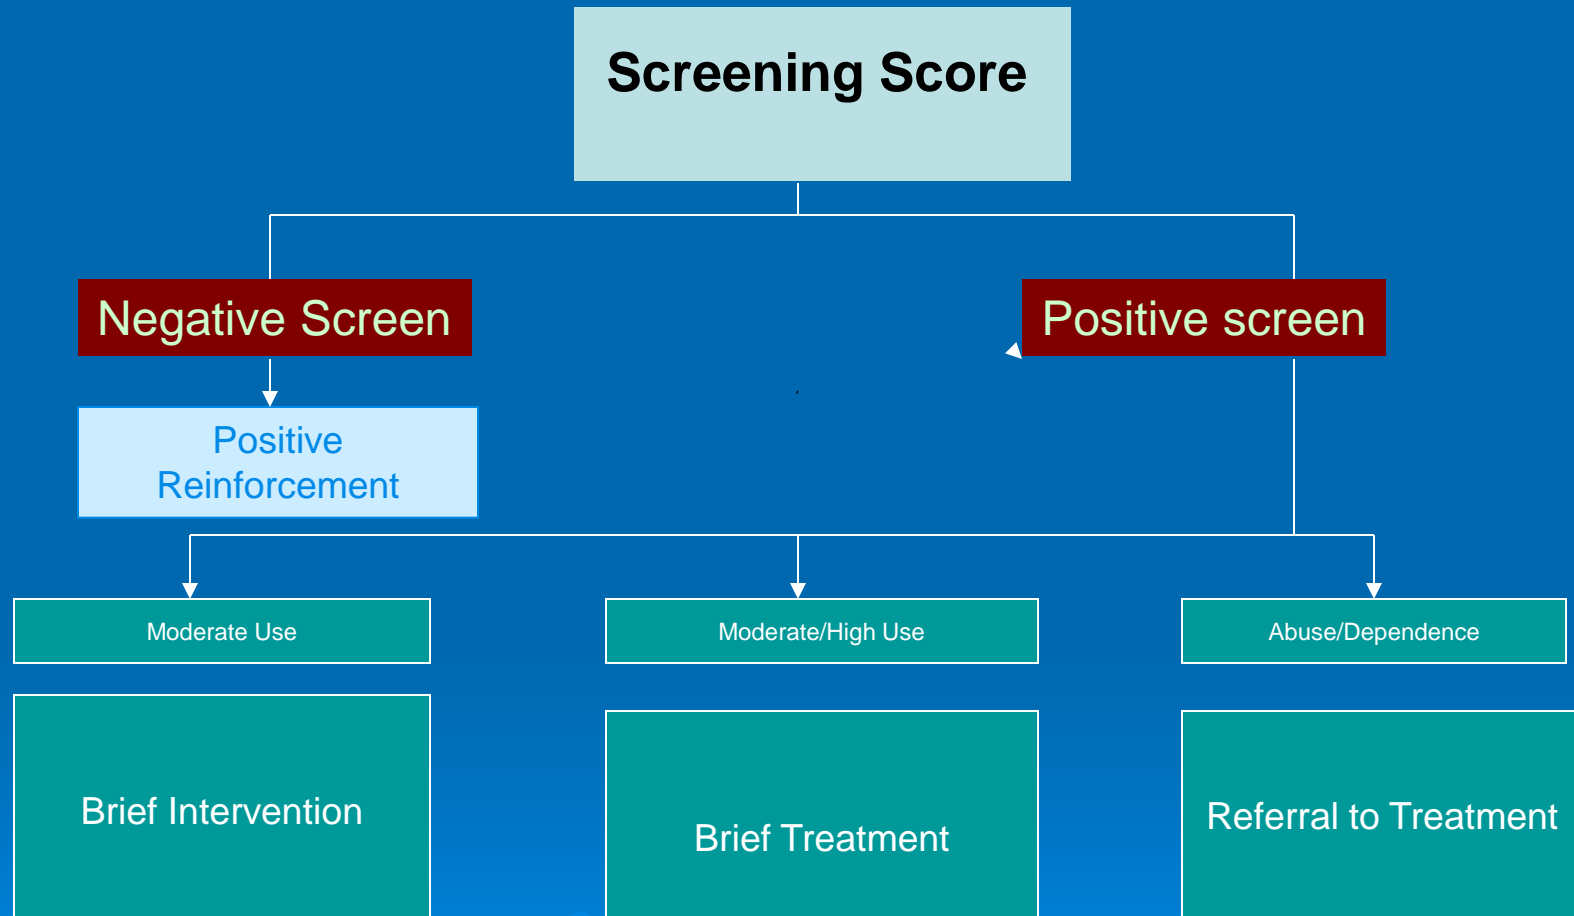 Screening Score
Negative Screen
Positive screen
Positive
Reinforcement
Moderate Use
Moderate/High Use
Abuse/Dependence
Brief Intervention
Brief Treatment
Referral to Treatment